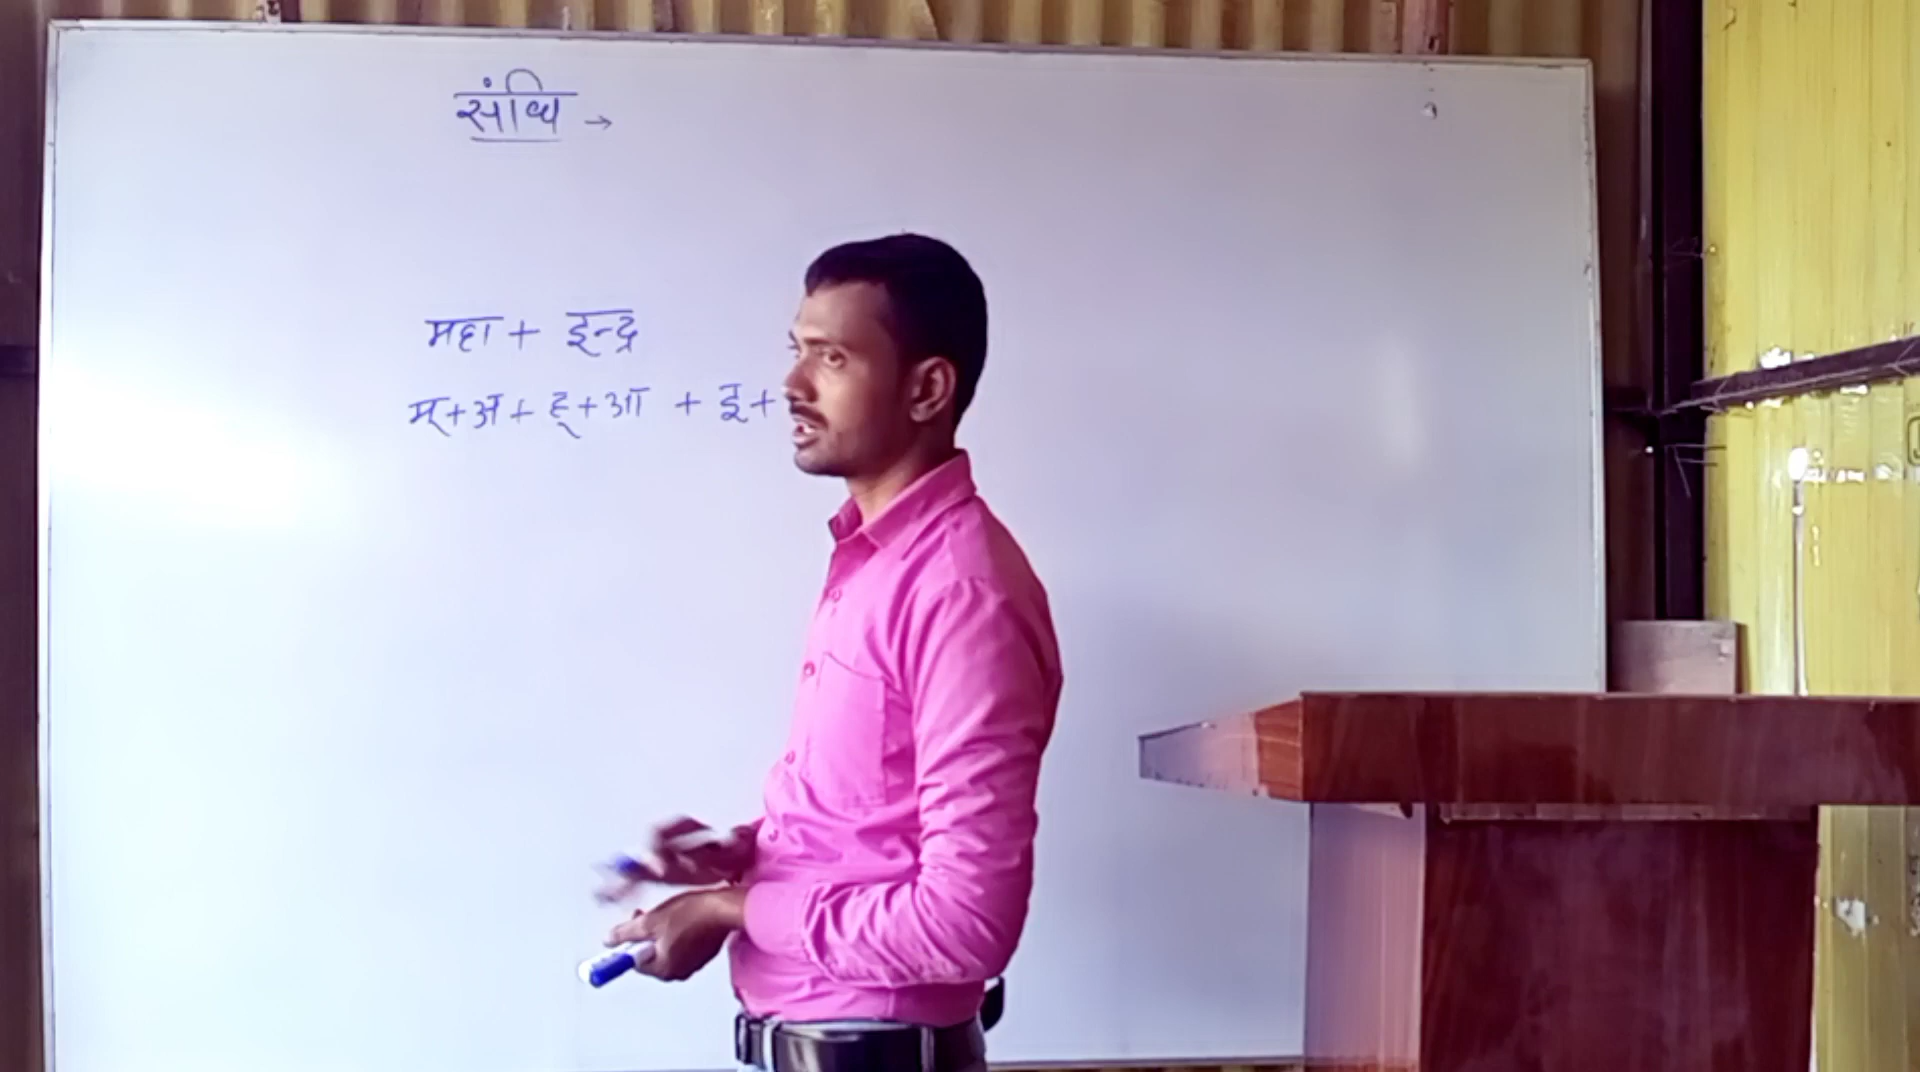 संधि →
महा + इन्द्र
म्+अ+ ह्+आ + इ+